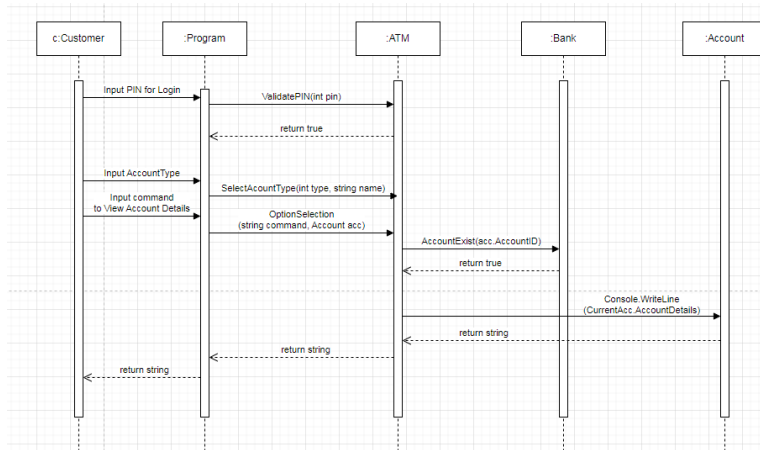 c:Customer
:Program
:ATM
:Bank
:Account
Input PIN for Login
ValidatePIN(int pin)
return true
Input AccountType
SelectAcountType(int type, string name)
Input command
to View Account Details
OptionSelection
(string command, Account acc)
AccountExist(acc.AccountID)
return true
Console.WriteLine
(CurrentAcc.AccountDetails)
return string
return string
return string